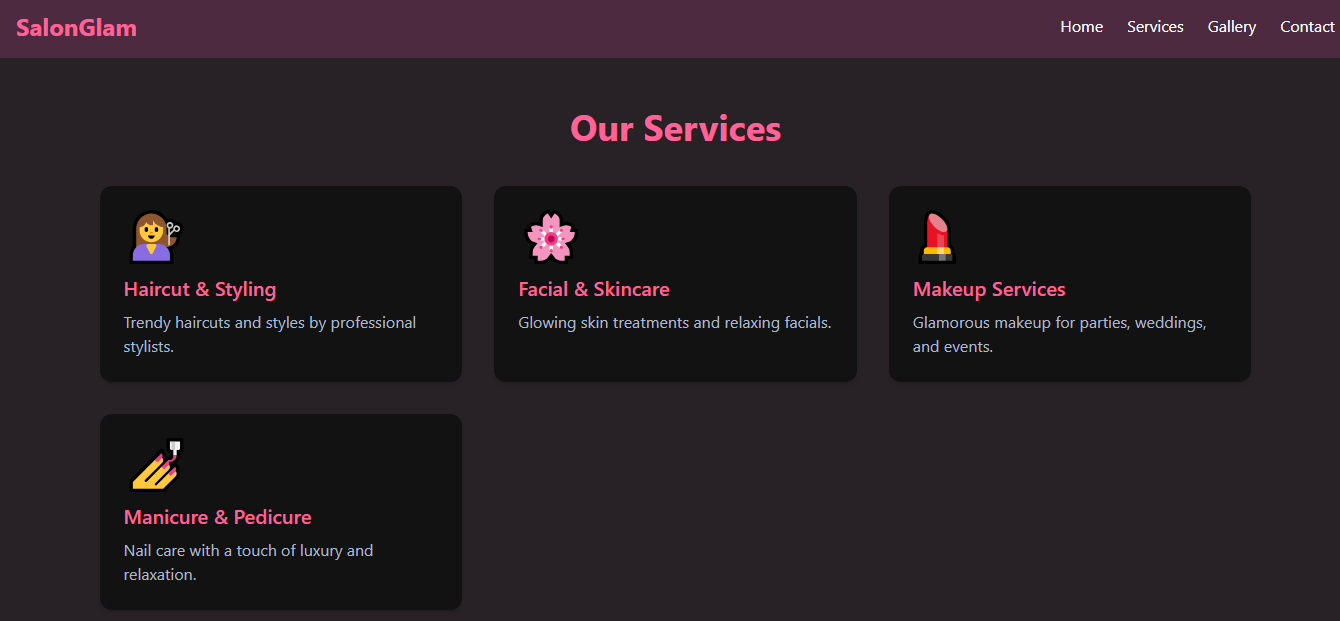 SalonGlam
Home Services Gallery Contact
Our Services
Haircut & Styling
Trendy haircuts and styles by professional
stylists.
Facial & Skincare
Glowing skin treatments and relaxing facials.
Makeup Services
Glamorous makeup for parties, weddings,
and events.
Manicure & Pedicure
Nail care with a touch of luxury and
relaxation.